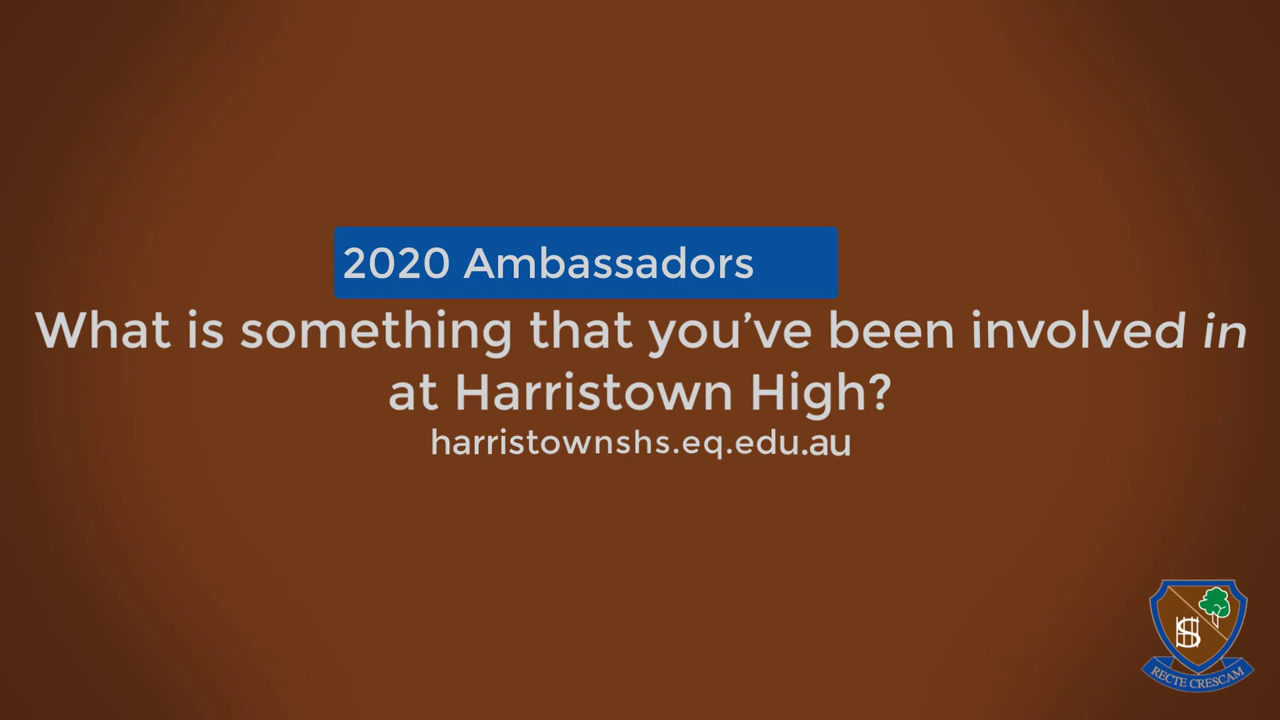 2020 Ambassadors
What is something that you’ve been involved in
at Harristown High?
harristownshs.eq.edu.au
HS
RECTE CRESCAM